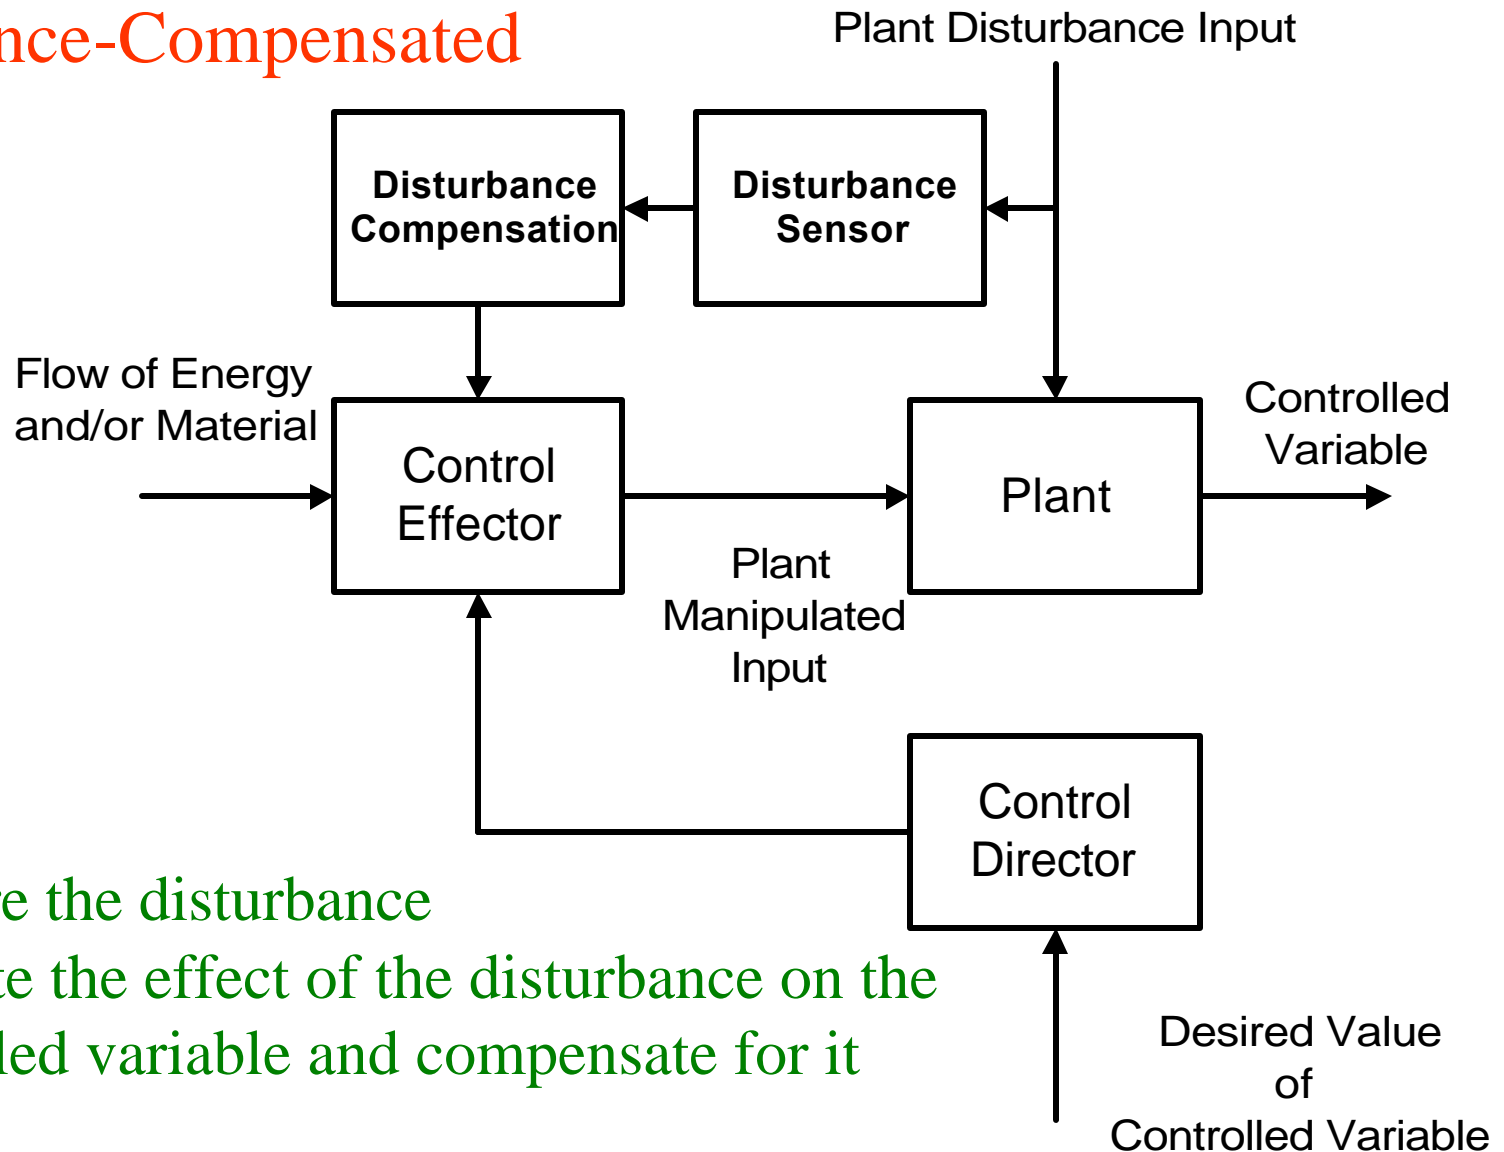 nce-Compensated
Plant Disturbance Input
Disturbance
Compensation
Disturbance
Sensor
Flow of Energy
and/or Material
Control
Effector
Plant
Controlled
Variable
Plant
Manipulated
Input
Control
Director
re the disturbance
te the effect of the disturbance on the
led variable and compensate for it
Desired Value
of
Controlled Variable